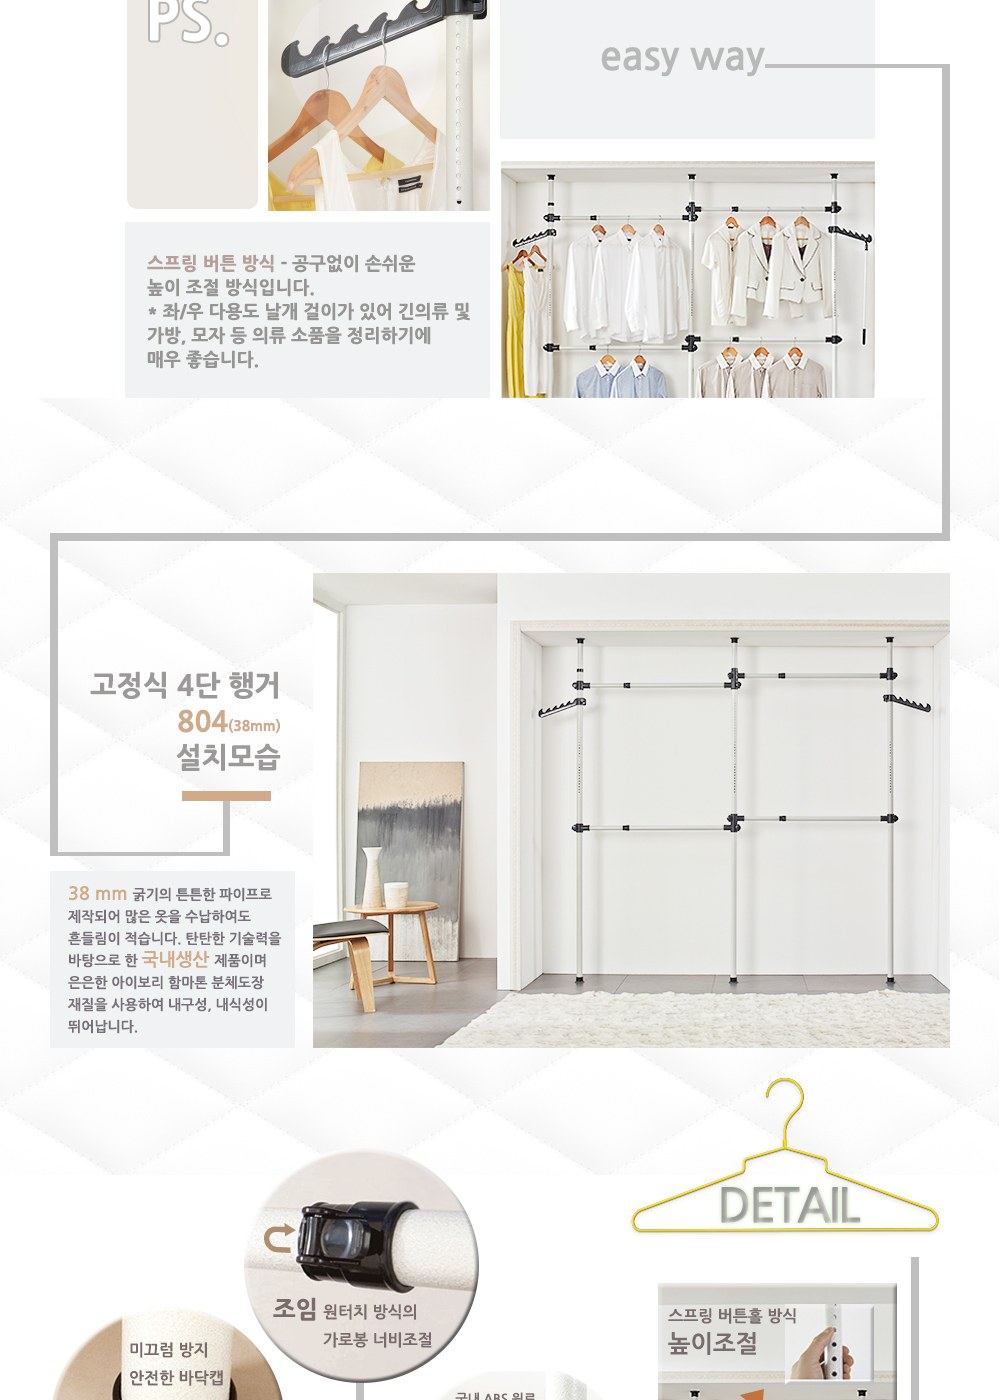 PS.
easy way
스프링 버튼 방식 - 공구없이 손쉬운
높이 조절 방식입니다.
* 좌/우 다용도 날개 걸이가 있어 긴의류 및
가방, 모자 등 의류 소품을 정리하기에
매우 좋습니다.
고정식 4단 행거
804(38mm)
설치모습
38 mm 굵기의 튼튼한 파이프로
제작되어 많은 옷을 수납하여도
흔들림이 적습니다. 탄탄한 기술력을
바탕으로 한 국내생산 제품이며
은은한 아이보리 함마톤 분체도장
재질을 사용하여 내구성, 내식성이
뛰어납니다.
DETAIL
조임 원터치 방식의
가로봉 너비조절
스프링 버튼홀 방식
높이조절
미끄럼 방지
안전한 바닥캡
국내 ABS 원료